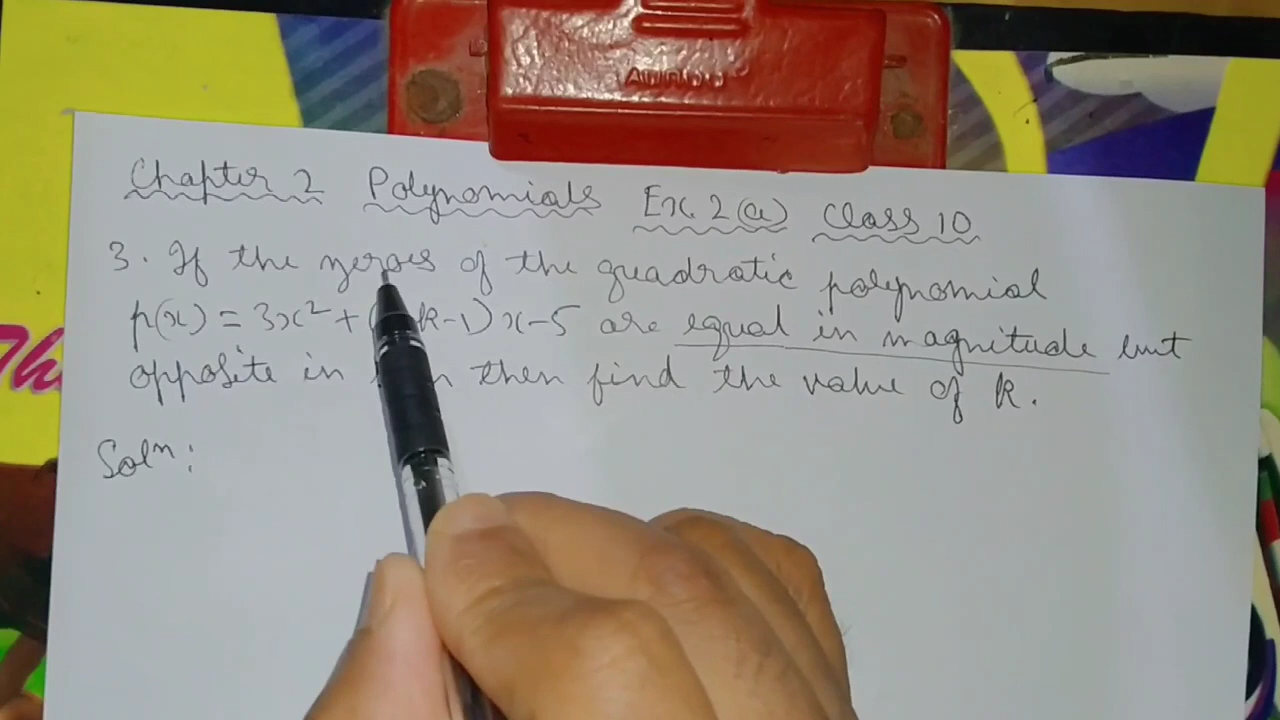 Chapter 2 Polynomials Ex. 2(a) Class 10
3. If the zeroes of the quadratic polynomial
p(x) = 3x² + ( k-1)x-5 are equal in magnitude but
opposite in then find the value of k.
Solⁿ: